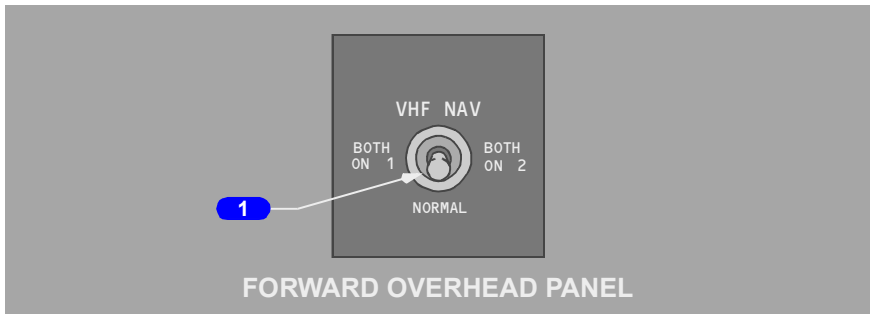 VHF NAV
BOTH
ON 1
BOTH
ON 2
NORMAL
1
FORWARD OVERHEAD PANEL